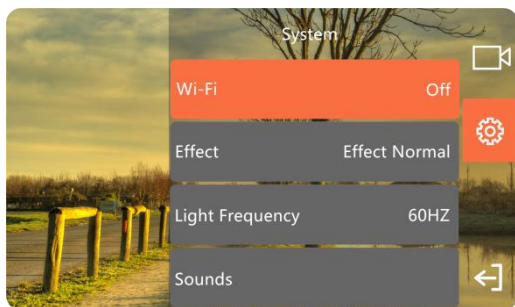 System
Wi-Fi Off
Effect Effect Normal
Light Frequency 60HZ
Sounds